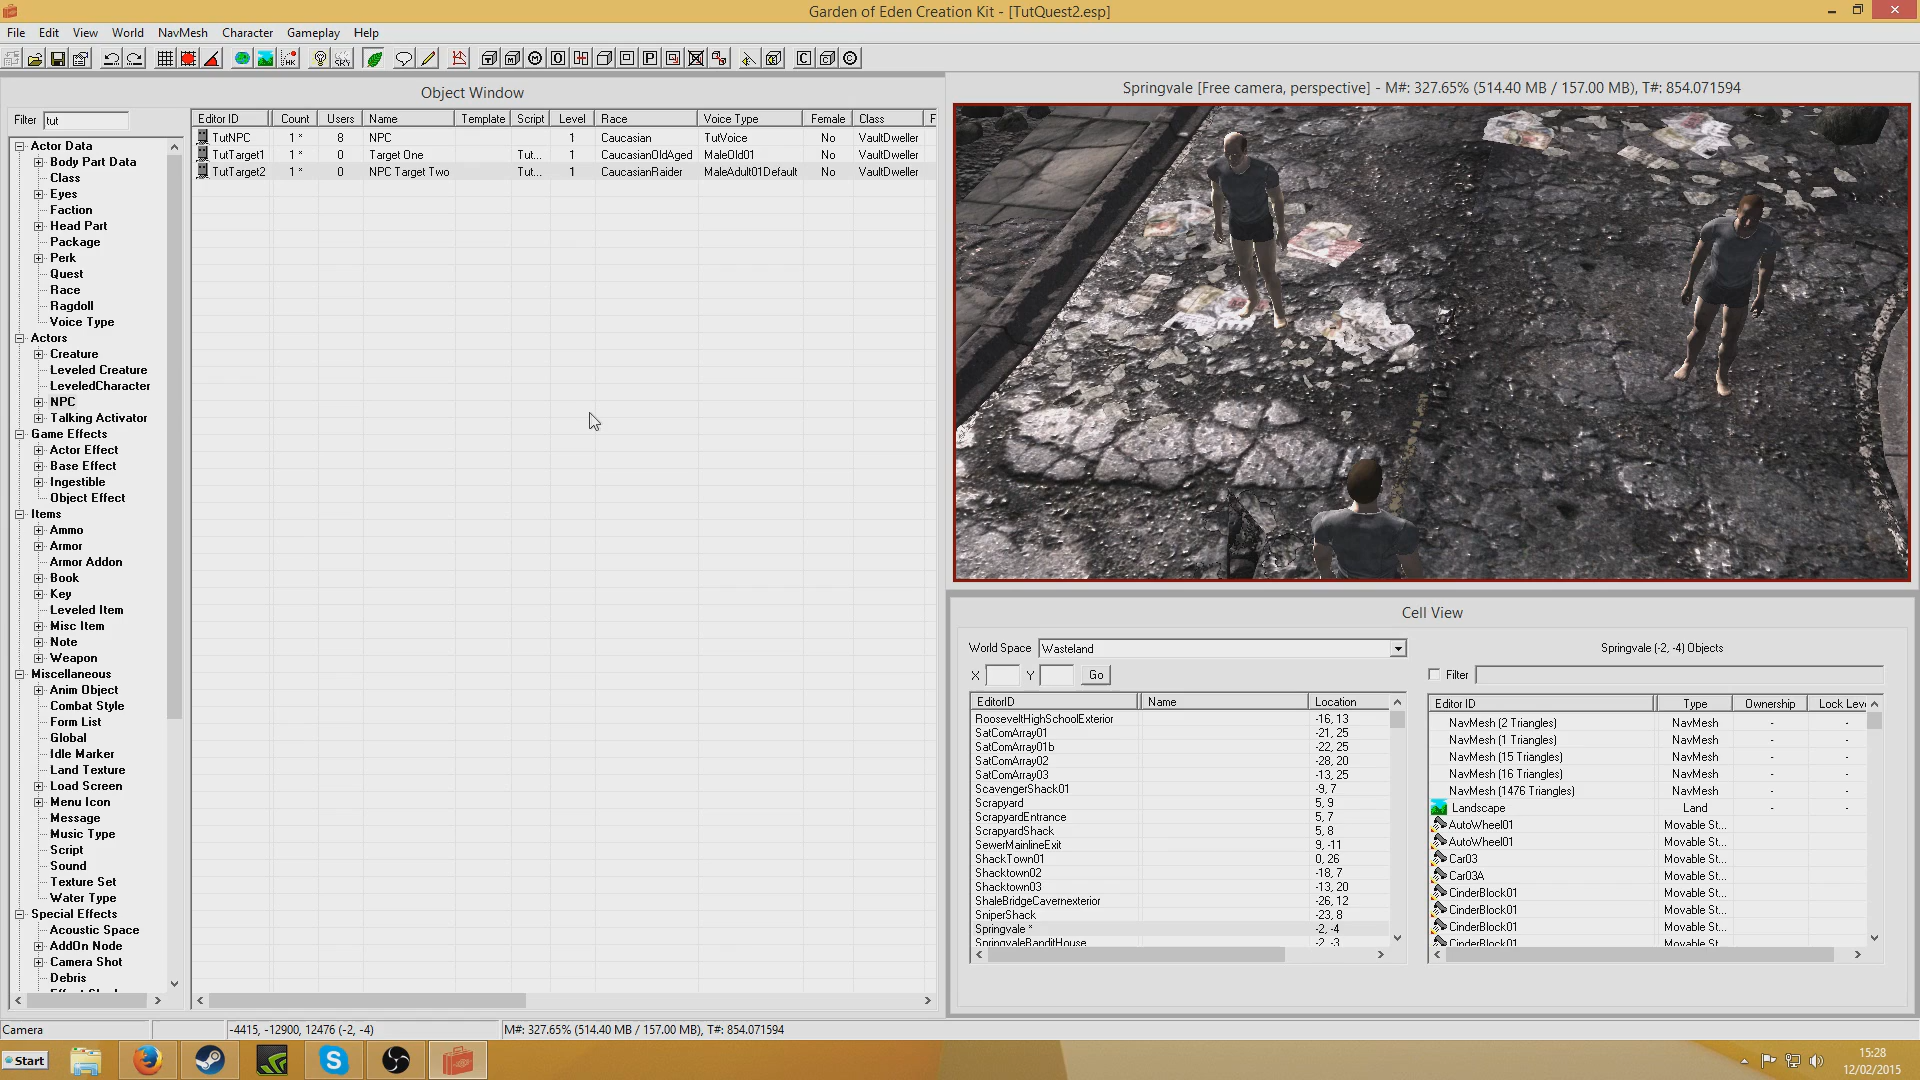 Garden of Eden Creation Kit - [TutQuest2.esp]
File Edit View World NavMesh Character Gameplay Help
Object Window
Filter tut
Actor Data
Body Part Data
Class
Eyes
Faction
Head Part
Package
Perk
Quest
Race
Ragdoll
Voice Type
Actors
Creature
Leveled Creature
LeveledCharacter
NPC
Talking Activator
Game Effects
Actor Effect
Base Effect
Ingestible
Object Effect
Items
Ammo
Armor
Armor Addon
Book
Key
Leveled Item
Misc Item
Note
Weapon
Miscellaneous
Anim Object
Combat Style
Form List
Global
Idle Marker
Land Texture
Load Screen
Menu Icon
Message
Music Type
Script
Sound
Texture Set
Water Type
Special Effects
Acoustic Space
AddOn Node
Camera Shot
Debris
Editor ID Count Users Name Template Script Level Race Voice Type Female Class F
TutNPC 1 * 8 NPC 1 Caucasian TutVoice No VaultDweller
TutTarget1 1 * 0 Target One Tut... 1 CaucasianOldAged MaleOld01 No VaultDweller
TutTarget2 1 * 0 NPC Target Two Tut... 1 CaucasianRaider MaleAdult01Default No VaultDweller
Springvale [Free camera, perspective] - M#: 327.65% (514.40 MB / 157.00 MB), T#: 854.071594
Cell View
World Space Wasteland
X Y Go
EditorID Name Location
RooseveltHighSchoolExterior -16, 13
SatComArray01 -21, 25
SatComArray01b -22, 25
SatComArray02 -28, 20
SatComArray03 -13, 25
ScavengerShack01 -9, 7
Scrapyard 5, 9
ScrapyardEntrance 5, 7
ScrapyardShack 5, 8
SewerMainlineExit 9, -11
ShackTown01 0, 26
Shacktown02 -18, 7
Shacktown03 -13, 20
ShaleBridgeCavernexterior -26, 12
SniperShack -23, 8
Springvale * -2, -4
SpringvaleBanditHouse -2, -3
Springvale (-2, -4) Objects
Filter
Editor ID Type Ownership Lock Leve
NavMesh (2 Triangles) NavMesh - -
NavMesh (1 Triangles) NavMesh - -
NavMesh (15 Triangles) NavMesh - -
NavMesh (16 Triangles) NavMesh - -
NavMesh (1476 Triangles) NavMesh - -
Landscape Land - -
AutoWheel01 Movable St...
AutoWheel01 Movable St...
Car03 Movable St...
Car03A Movable St...
CinderBlock01 Movable St...
CinderBlock01 Movable St...
CinderBlock01 Movable St...
CinderBlock01 Movable St...
Camera -4415, -12900, 12476 (-2, -4) M#: 327.65% (514.40 MB / 157.00 MB), T#: 854.071594
Start
15:28
12/02/2015